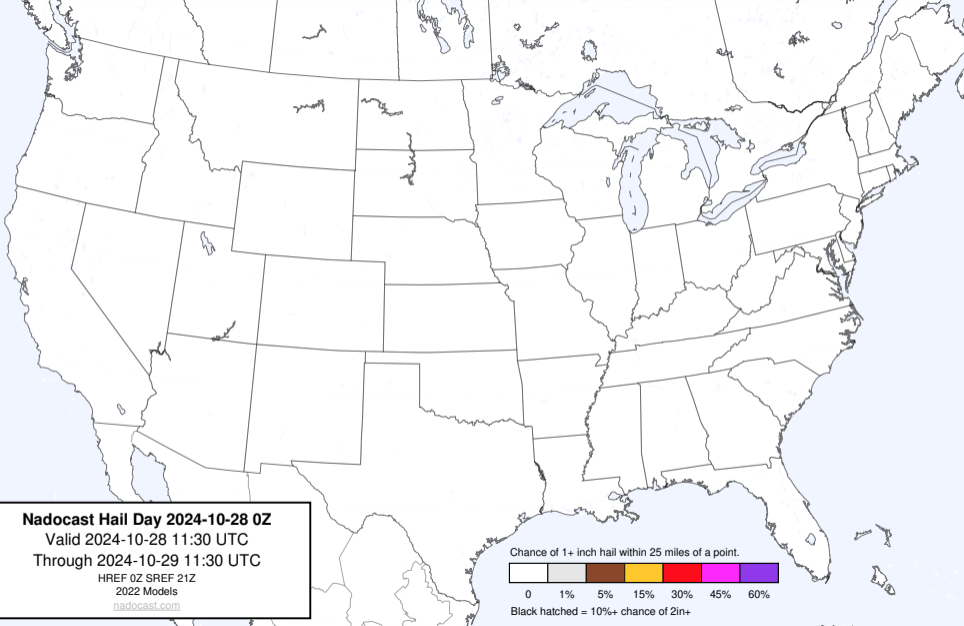 Nadocast Hail Day 2024-10-28 0Z
Valid 2024-10-28 11:30 UTC
Through 2024-10-29 11:30 UTC
HREF 0Z SREF 21Z
2022 Models
nadocast.com
Chance of 1+ inch hail within 25 miles of a point.
0 1% 5% 15% 30% 45% 60%
Black hatched = 10%+ chance of 2in+